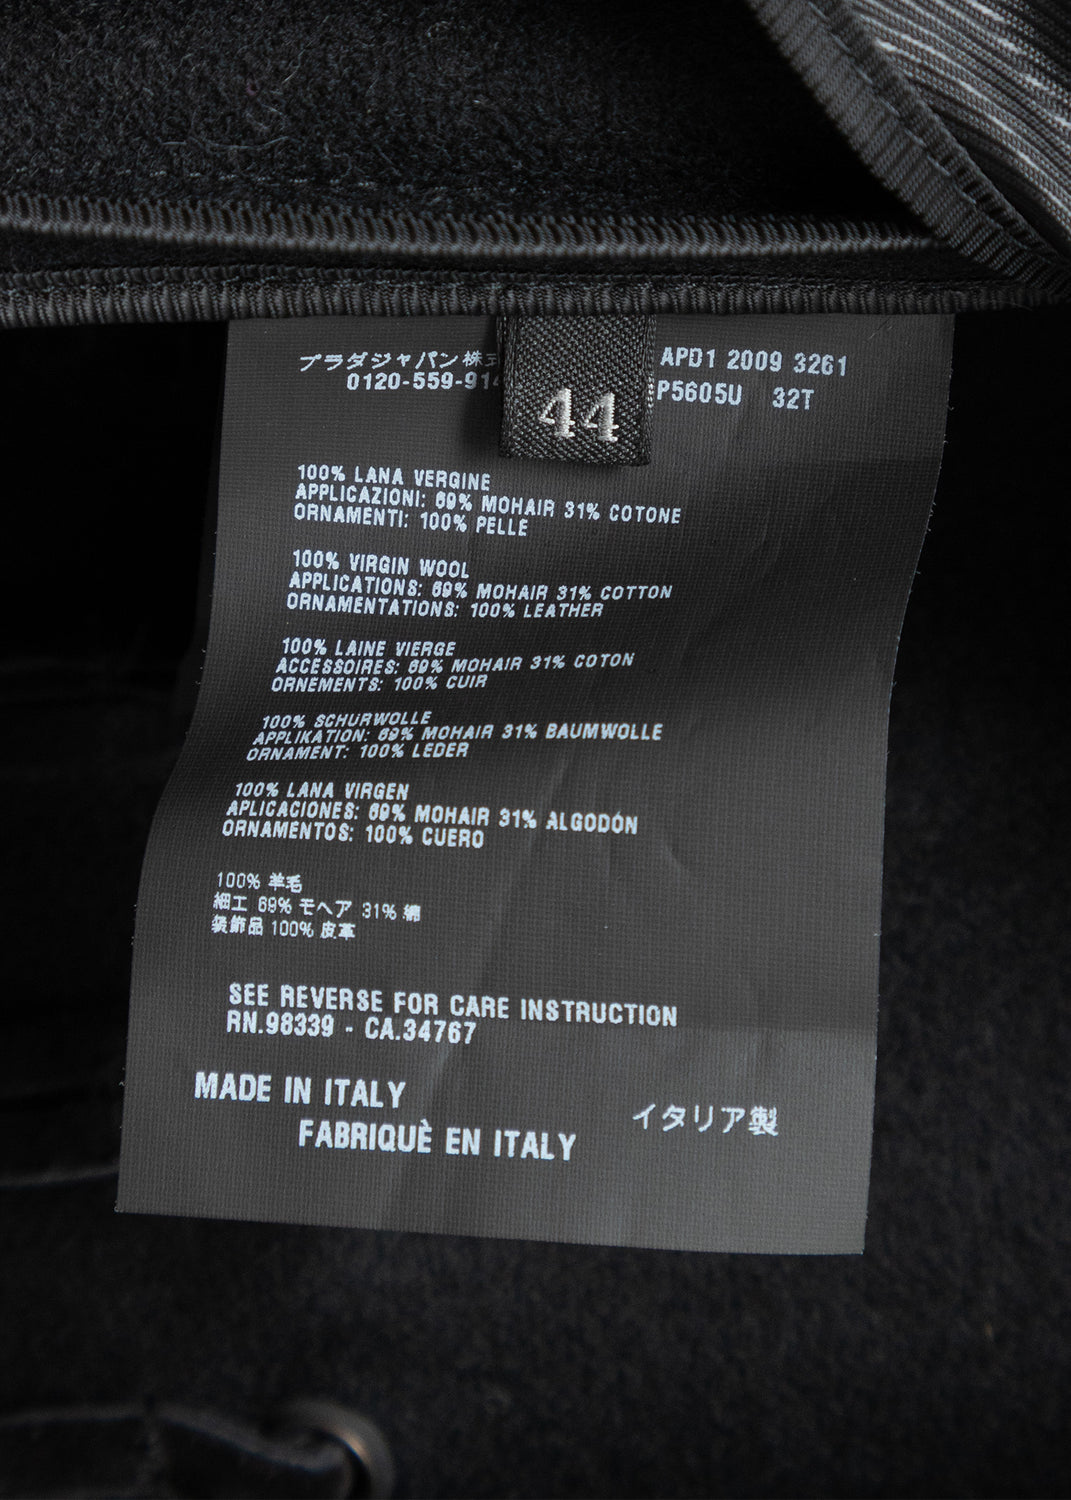 プラダジャパン株式
0120-559-914
APD1 2009 3261
P5605U 32T
44
100% LANA VERGINE
APPLICAZIONI: 69% MOHAIR 31% COTONE
ORNAMENTI: 100% PELLE
100% VIRGIN WOOL
APPLICATIONS: 69% MOHAIR 31% COTTON
ORNAMENTATIONS: 100% LEATHER
100% LAINE VIERGE
ACCESSOIRES: 69% MOHAIR 31% COTON
ORNEMENTS: 100% CUIR
100% SCHURWOLLE
APPLIKATION: 69% MOHAIR 31% BAUMWOLLE
ORNAMENT: 100% LEDER
100% LANA VIRGEN
APLICACIONES: 69% MOHAIR 31% ALGODÓN
ORNAMENTOS: 100% CUERO
100% 羊毛
細工 69% モヘア 31% 綿
装飾品 100% 皮革
SEE REVERSE FOR CARE INSTRUCTION
RN.98339 - CA.34767
MADE IN ITALY
FABRIQUÈ EN ITALY
イタリア製